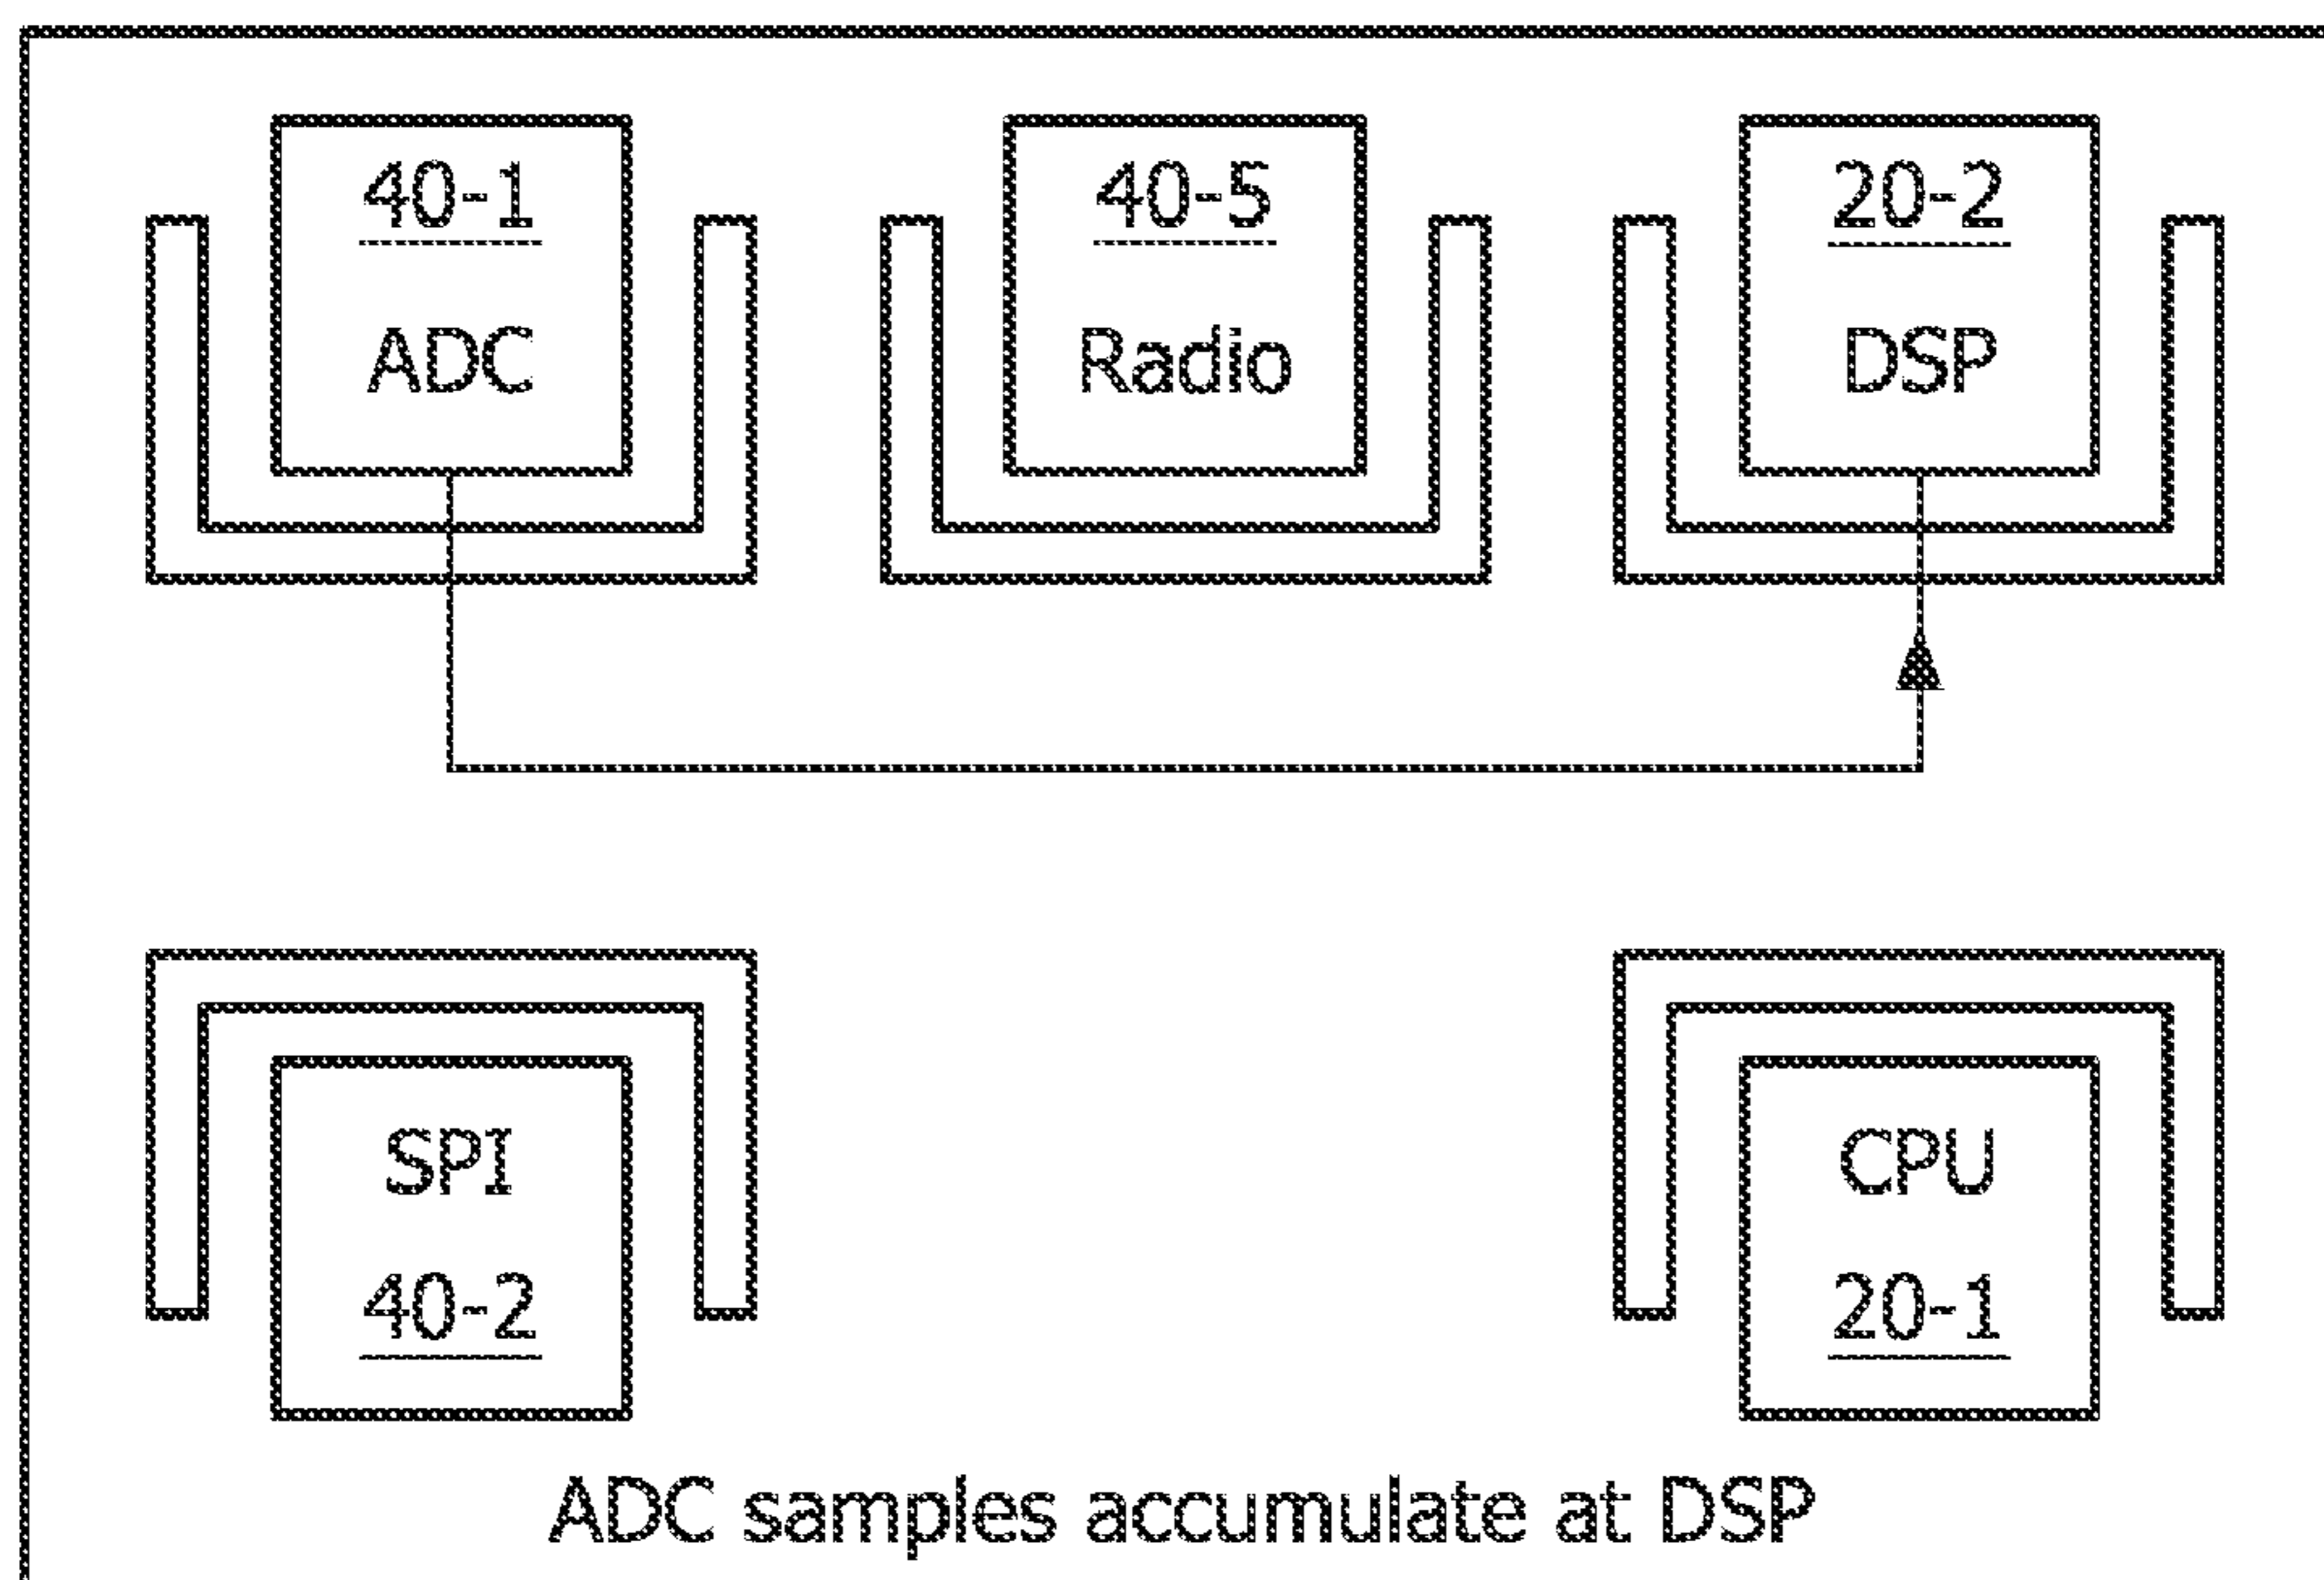 40-1
ADC
40-5
Radio
20-2
DSP
SPI
40-2
CPU
20-1
ADC samples accumulate at DSP